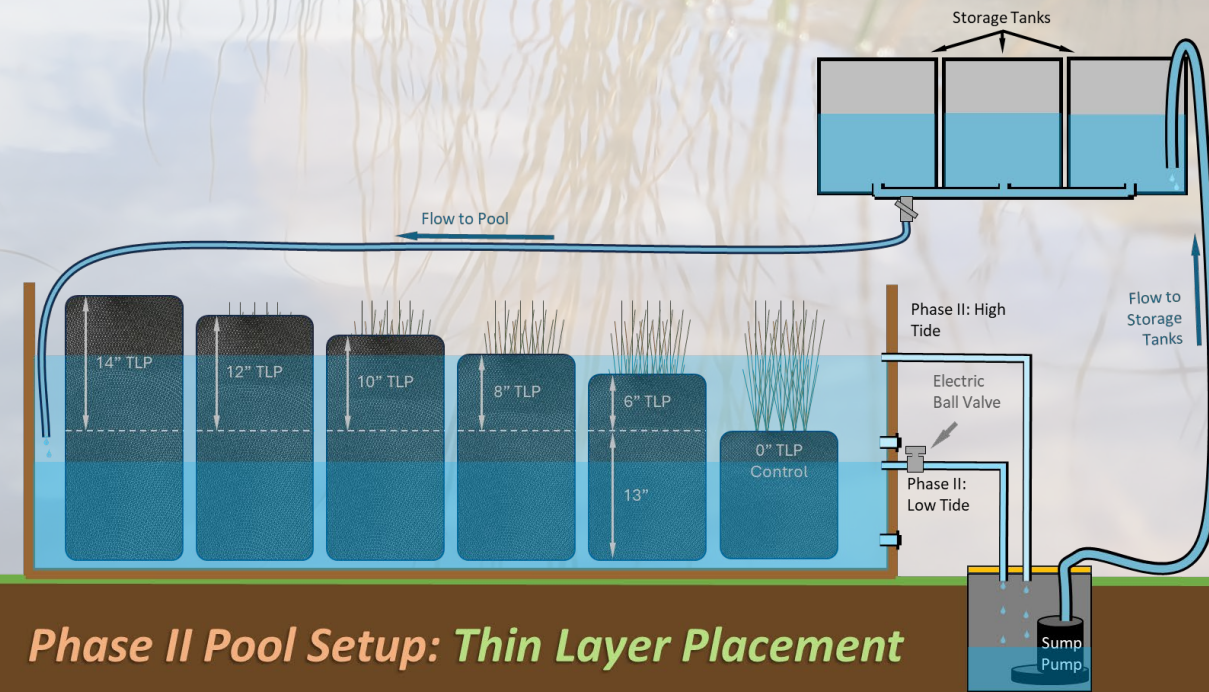 Storage Tanks
Flow to Pool
Phase II: High
Tide
Flow to
Storage
Tanks
14” TLP
12” TLP
10” TLP
8” TLP
6” TLP
Electric
Ball Valve
0” TLP
Control
13”
Phase II:
Low Tide
Sump
Pump
Phase II Pool Setup: Thin Layer Placement